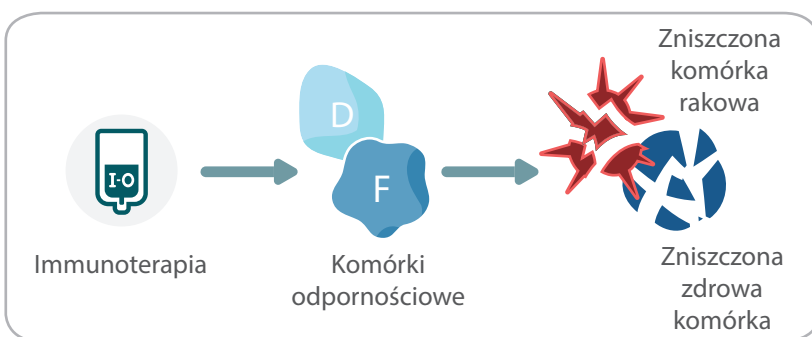 Zniszczona
komórka
rakowa
D
F
I-O
Immunoterapia
Komórki
odpornościowe
Zniszczona
zdrowa
komórka